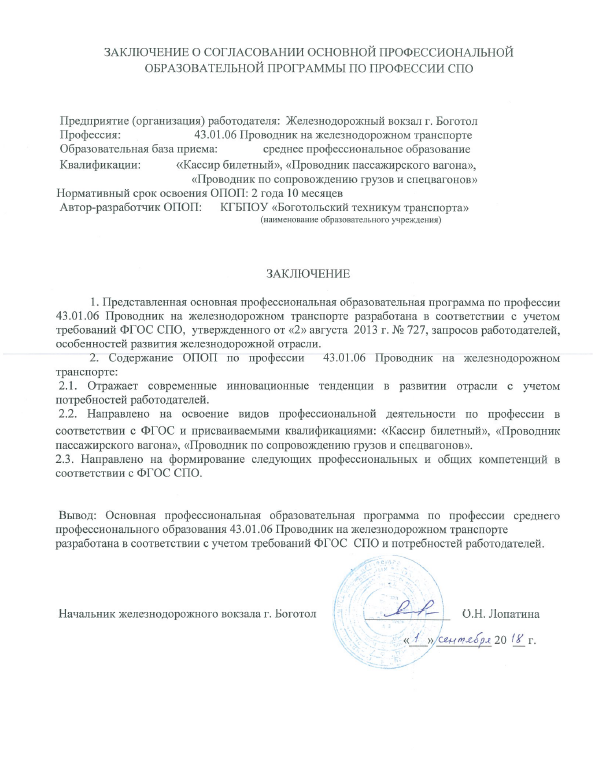 ЗАКЛЮЧЕНИЕ О СОГЛАСОВАНИИ ОСНОВНОЙ ПРОФЕССИОНАЛЬНОЙ
ОБРАЗОВАТЕЛЬНОЙ ПРОГРАММЫ ПО ПРОФЕССИИ СПО
Предприятие (организация) работодателя: Железнодорожный вокзал г. Боготол
Профессия: 43.01.06 Проводник на железнодорожном транспорте
Образовательная база приема: среднее профессиональное образование
Квалификации: «Кассир билетный», «Проводник пассажирского вагона»,
«Проводник по сопровождению грузов и спецвагонов»
Нормативный срок освоения ОПОП: 2 года 10 месяцев
Автор-разработчик ОПОП: КГБПОУ «Боготольский техникум транспорта»
(наименование образовательного учреждения)
ЗАКЛЮЧЕНИЕ
1. Представленная основная профессиональная образовательная программа по профессии
43.01.06 Проводник на железнодорожном транспорте разработана в соответствии с учетом
требований ФГОС СПО, утвержденного от «2» августа 2013 г. № 727, запросов работодателей,
особенностей развития железнодорожной отрасли.
2. Содержание ОПОП по профессии 43.01.06 Проводник на железнодорожном
транспорте:
2.1. Отражает современные инновационные тенденции в развитии отрасли с учетом
потребностей работодателей.
2.2. Направлено на освоение видов профессиональной деятельности по профессии в
соответствии с ФГОС и присваиваемыми квалификациями: «Кассир билетный», «Проводник
пассажирского вагона», «Проводник по сопровождению грузов и спецвагонов».
2.3. Направлено на формирование следующих профессиональных и общих компетенций в
соответствии с ФГОС СПО.
Вывод: Основная профессиональная образовательная программа по профессии среднего
профессионального образования 43.01.06 Проводник на железнодорожном транспорте
разработана в соответствии с учетом требований ФГОС СПО и потребностей работодателей.
Начальник железнодорожного вокзала г. Боготол О.Н. Лопатина
«1» сентября 2018 г.